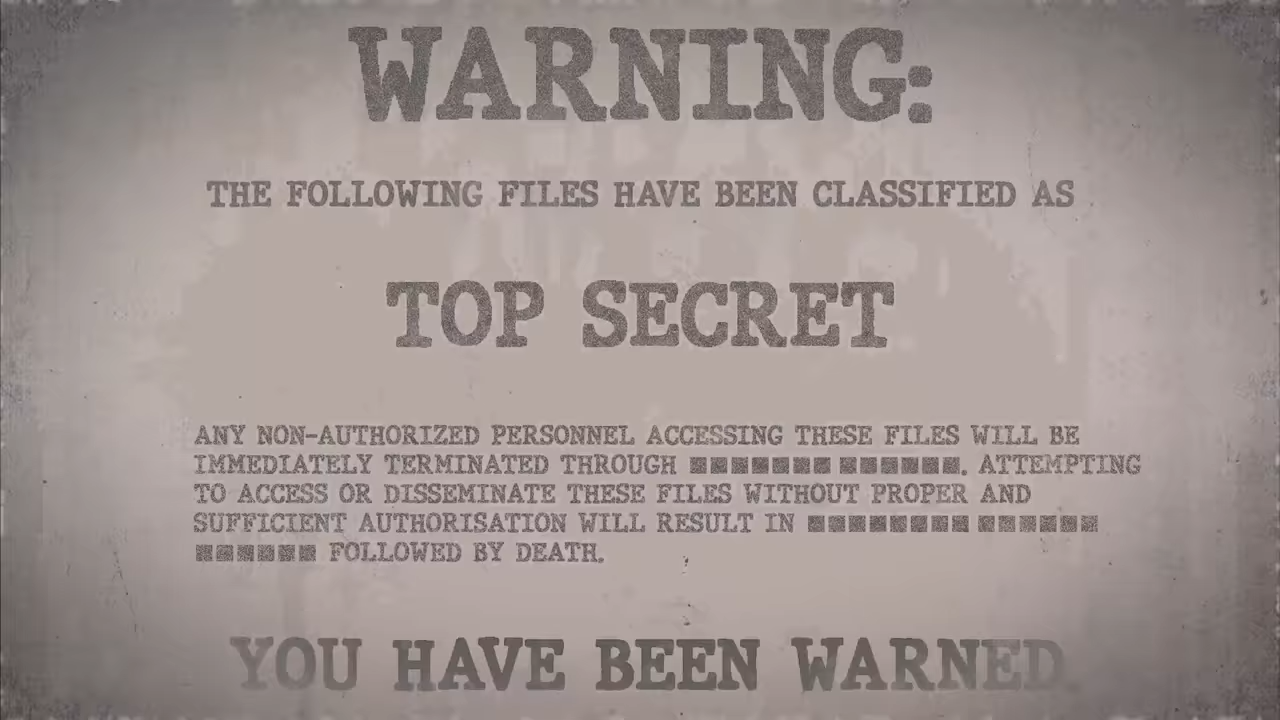 WARNING:
THE FOLLOWING FILES HAVE BEEN CLASSIFIED AS
TOP SECRET
ANY NON-AUTHORIZED PERSONNEL ACCESSING THESE FILES WILL BE
IMMEDIATELY TERMINATED THROUGH ■■■■■■■ ■■■■■■. ATTEMPTING
TO ACCESS OR DISSEMINATE THESE FILES WITHOUT PROPER AND
SUFFICIENT AUTHORISATION WILL RESULT IN ■■■■■■■■ ■■■■■■
■■■■■■ FOLLOWED BY DEATH.
YOU HAVE BEEN WARNED.